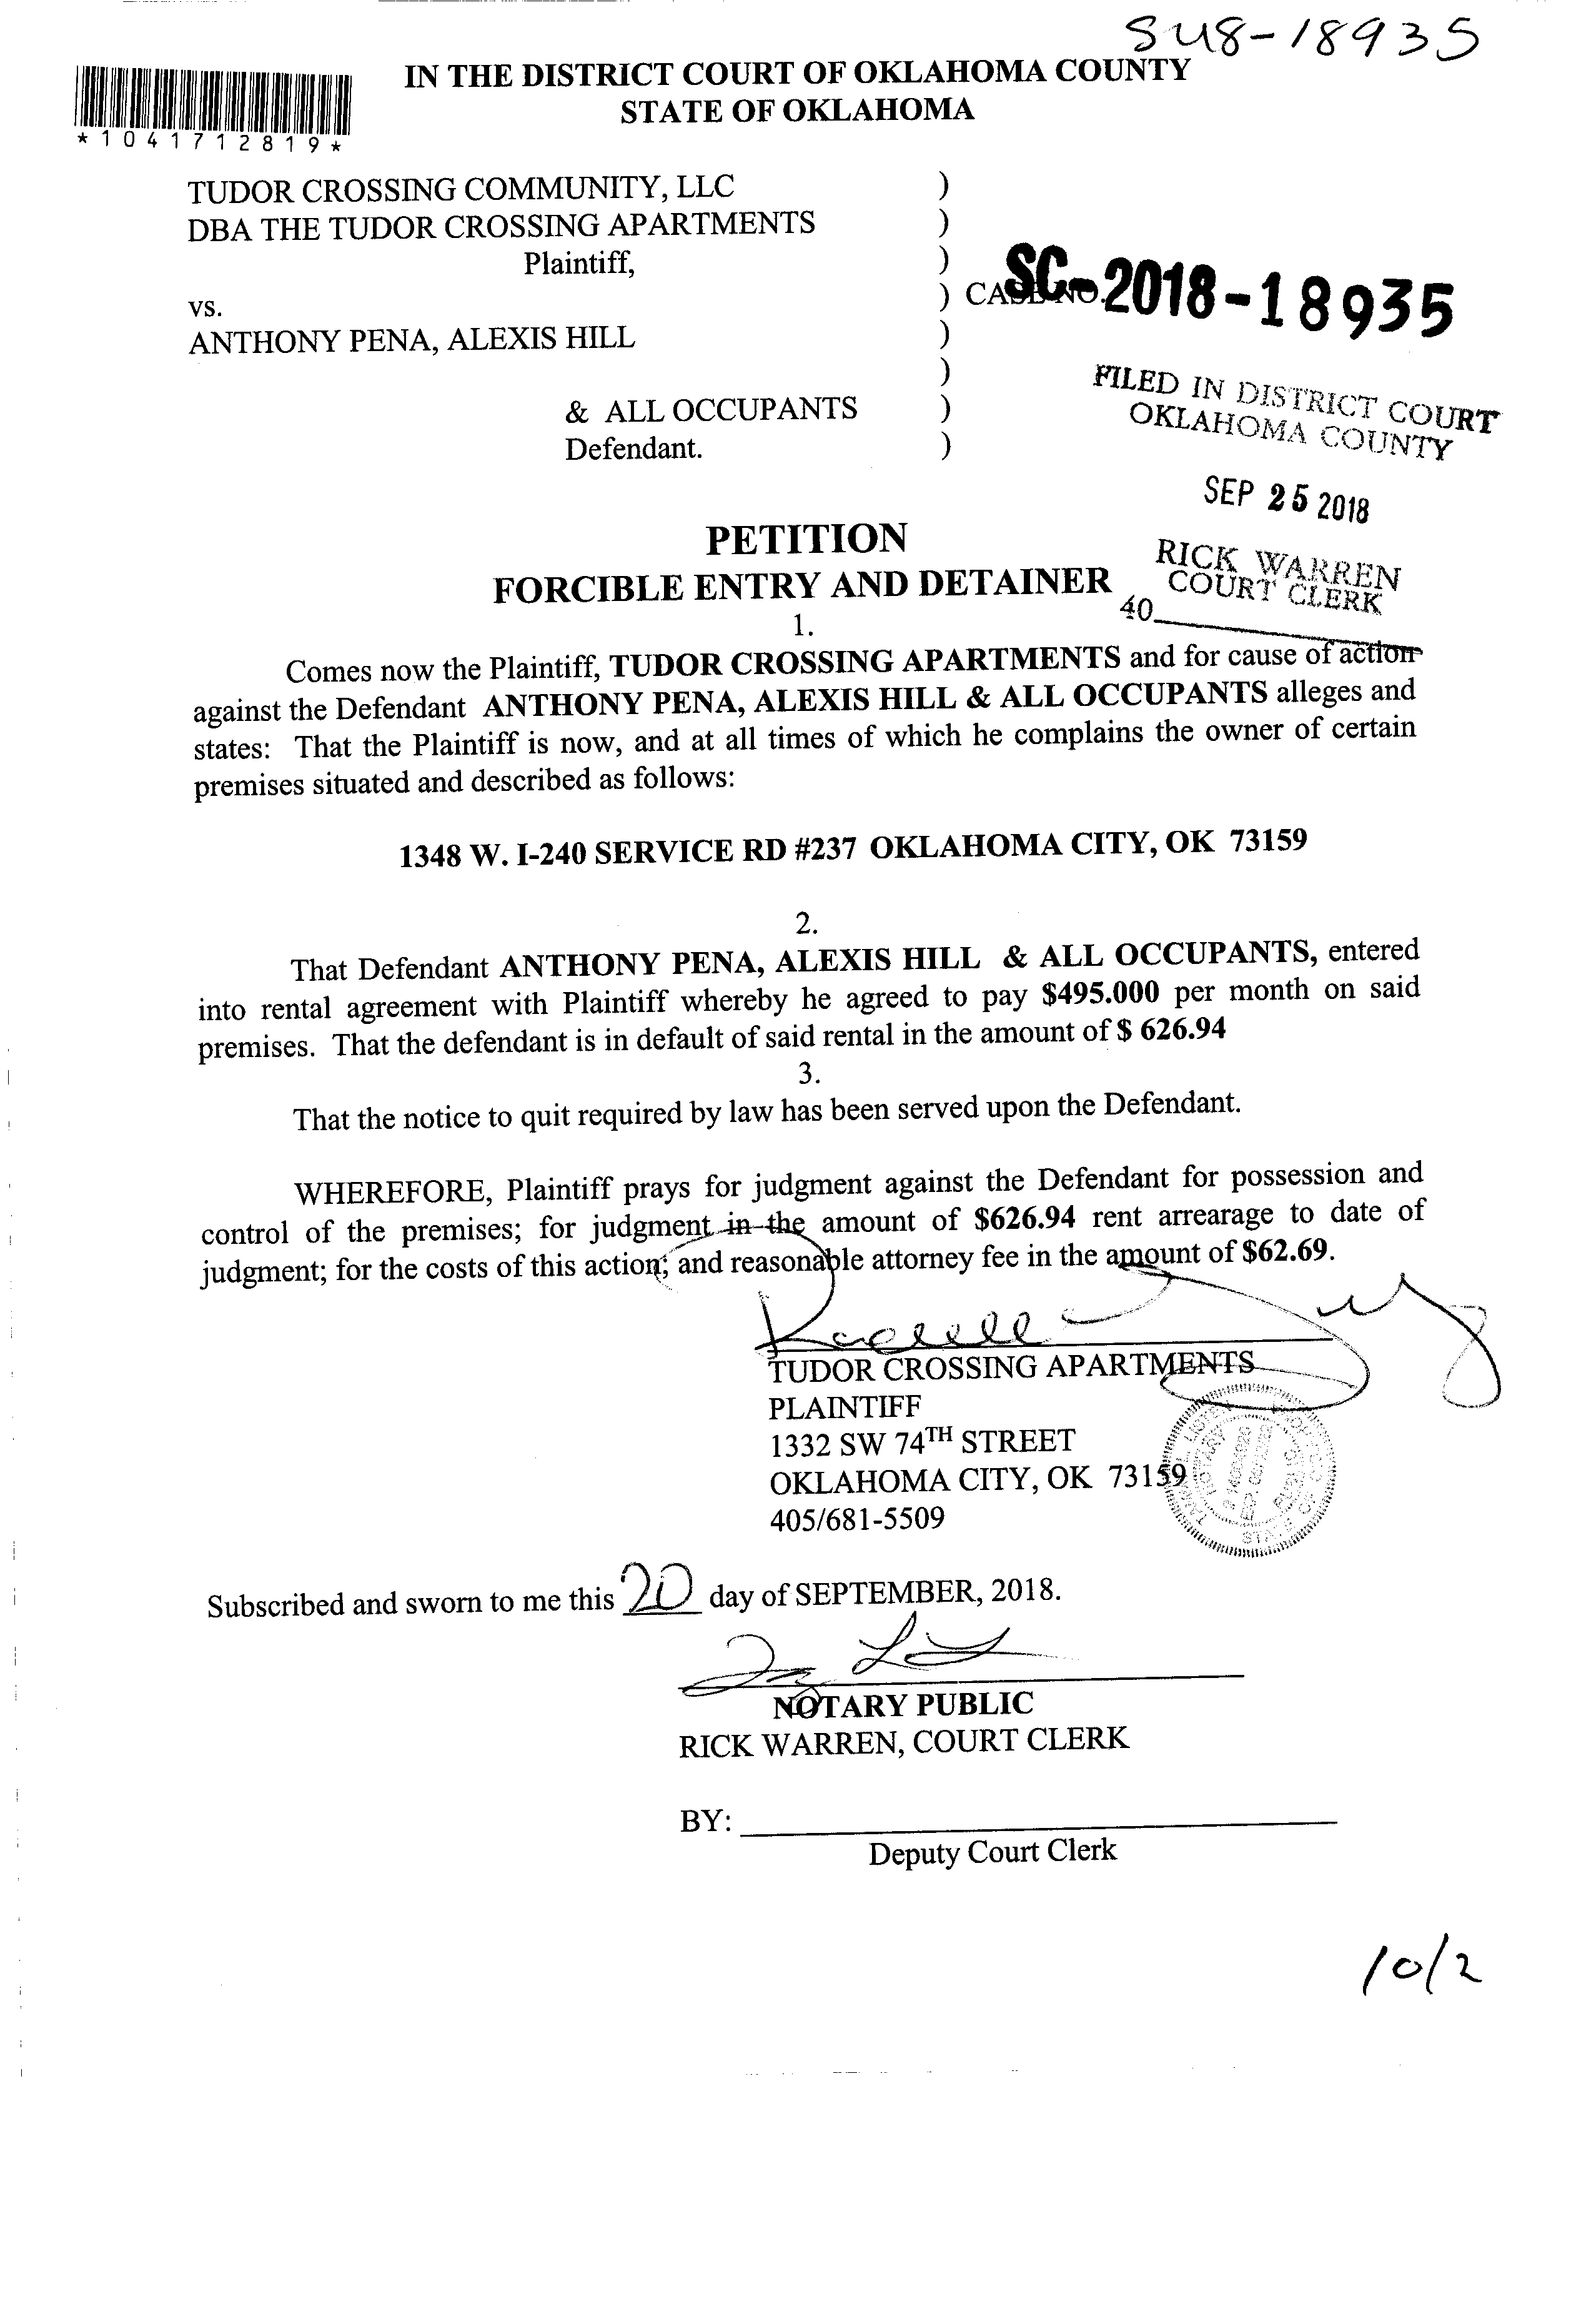 SU8-18935
IN THE DISTRICT COURT OF OKLAHOMA COUNTY
STATE OF OKLAHOMA
*1041712819*
TUDOR CROSSING COMMUNITY, LLC )
DBA THE TUDOR CROSSING APARTMENTS )
Plaintiff, )
vs. ) CASE NO. SC-2018-18935
ANTHONY PENA, ALEXIS HILL )
)
& ALL OCCUPANTS )
Defendant. )
FILED IN DISTRICT COURT
OKLAHOMA COUNTY
SEP 25 2018
RICK WARREN
COURT CLERK
40
PETITION
FORCIBLE ENTRY AND DETAINER
1.
Comes now the Plaintiff, TUDOR CROSSING APARTMENTS and for cause of action
against the Defendant ANTHONY PENA, ALEXIS HILL & ALL OCCUPANTS alleges and
states: That the Plaintiff is now, and at all times of which he complains the owner of certain
premises situated and described as follows:
1348 W. I-240 SERVICE RD #237 OKLAHOMA CITY, OK 73159
2.
That Defendant ANTHONY PENA, ALEXIS HILL & ALL OCCUPANTS, entered
into rental agreement with Plaintiff whereby he agreed to pay $495.000 per month on said
premises. That the defendant is in default of said rental in the amount of $ 626.94
3.
That the notice to quit required by law has been served upon the Defendant.
WHEREFORE, Plaintiff prays for judgment against the Defendant for possession and
control of the premises; for judgment in the amount of $626.94 rent arrearage to date of
judgment; for the costs of this action; and reasonable attorney fee in the amount of $62.69.
TUDOR CROSSING APARTMENTS
PLAINTIFF
1332 SW 74TH STREET
OKLAHOMA CITY, OK 73159
405/681-5509
Subscribed and sworn to me this 20 day of SEPTEMBER, 2018.
NOTARY PUBLIC
RICK WARREN, COURT CLERK
BY:
Deputy Court Clerk
10/2